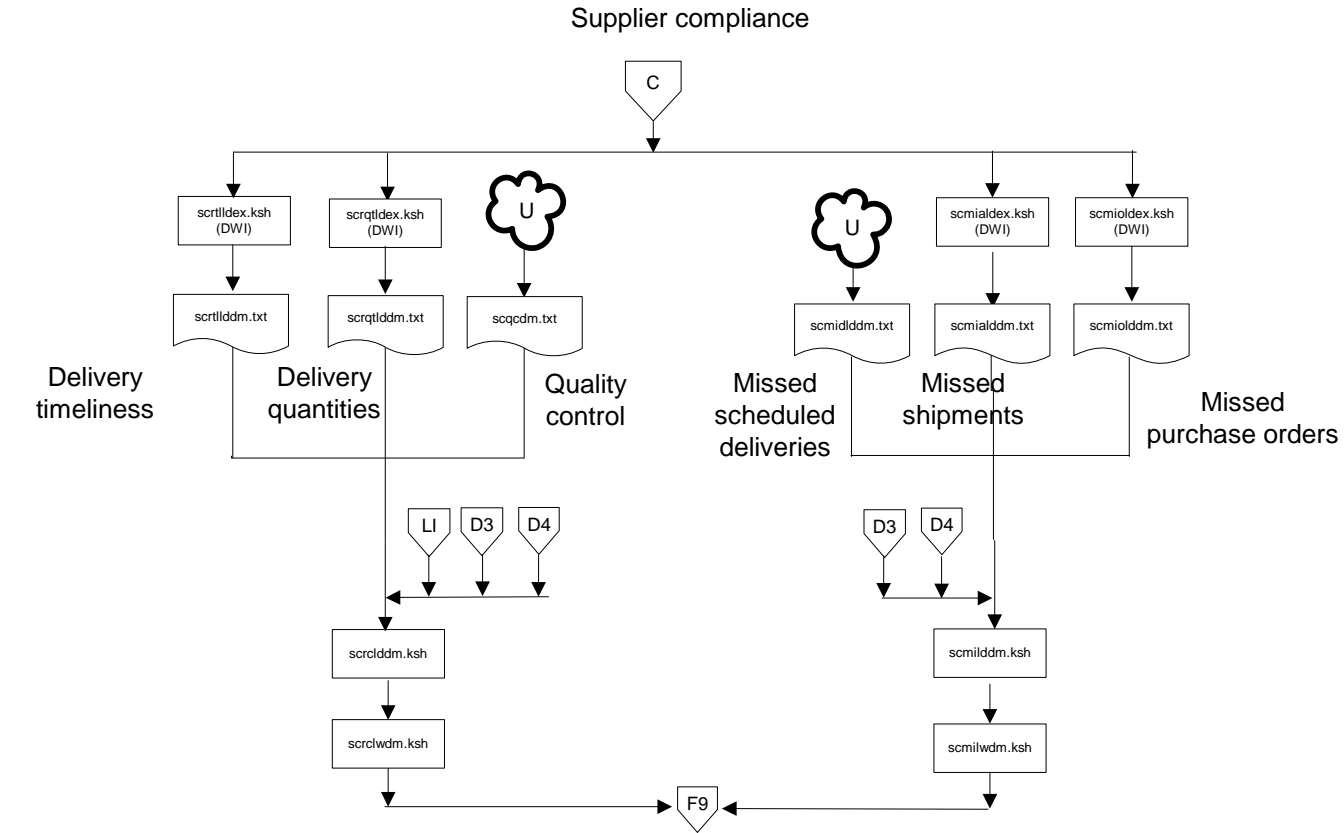 Supplier compliance
C
scrtlldex.ksh
(DWI)
scrqtldex.ksh
(DWI)
U
U
scmialdex.ksh
(DWI)
scmioldex.ksh
(DWI)
scrtllddm.txt
scrqtlddm.txt
scqcdm.txt
scmidlddm.txt
scmialddm.txt
scmiolddm.txt
Delivery
timeliness
Delivery
quantities
Quality
control
Missed
scheduled
deliveries
Missed
shipments
Missed
purchase orders
LI
D3
D4
D3
D4
scrclddm.ksh
scmilddm.ksh
scrclwdm.ksh
scmilwdm.ksh
F9